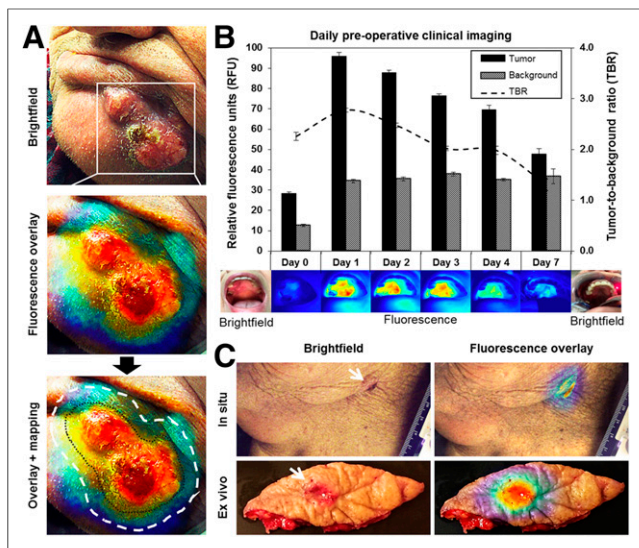 A
Brightfield
Fluorescence overlay
Overlay + mapping
B
Daily pre-operative clinical imaging
Relative fluorescence units (RFU)
100
90
80
70
60
50
40
30
20
10
0
Tumor
Background
TBR
4.0
3.0
2.0
1.0
0.0
Tumor-to-background ratio (TBR)
Day 0 Day 1 Day 2 Day 3 Day 4 Day 7
Brightfield Fluorescence Brightfield
C
Brightfield Fluorescence overlay
In situ
Ex vivo